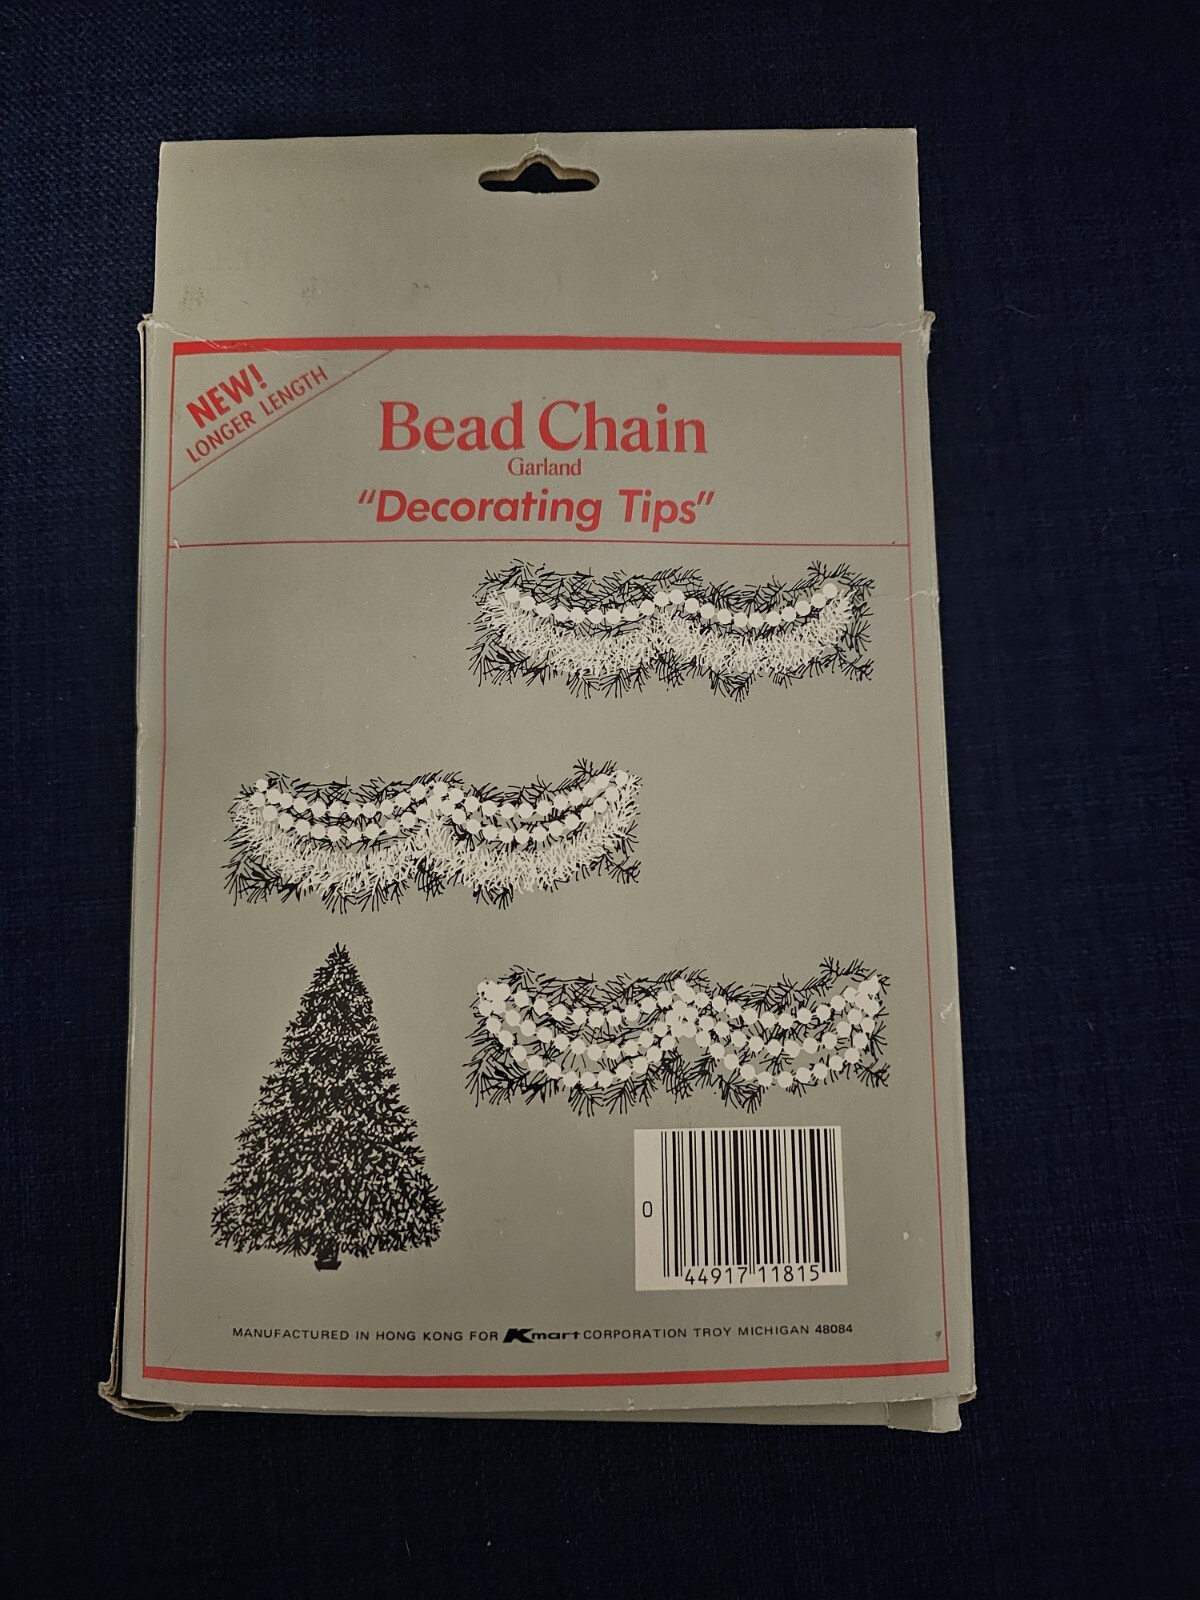 NEW!
LONGER LENGTH
Bead Chain
Garland
"Decorating Tips"
0
44917 11815
MANUFACTURED IN HONG KONG FOR Kmart CORPORATION TROY MICHIGAN 48084